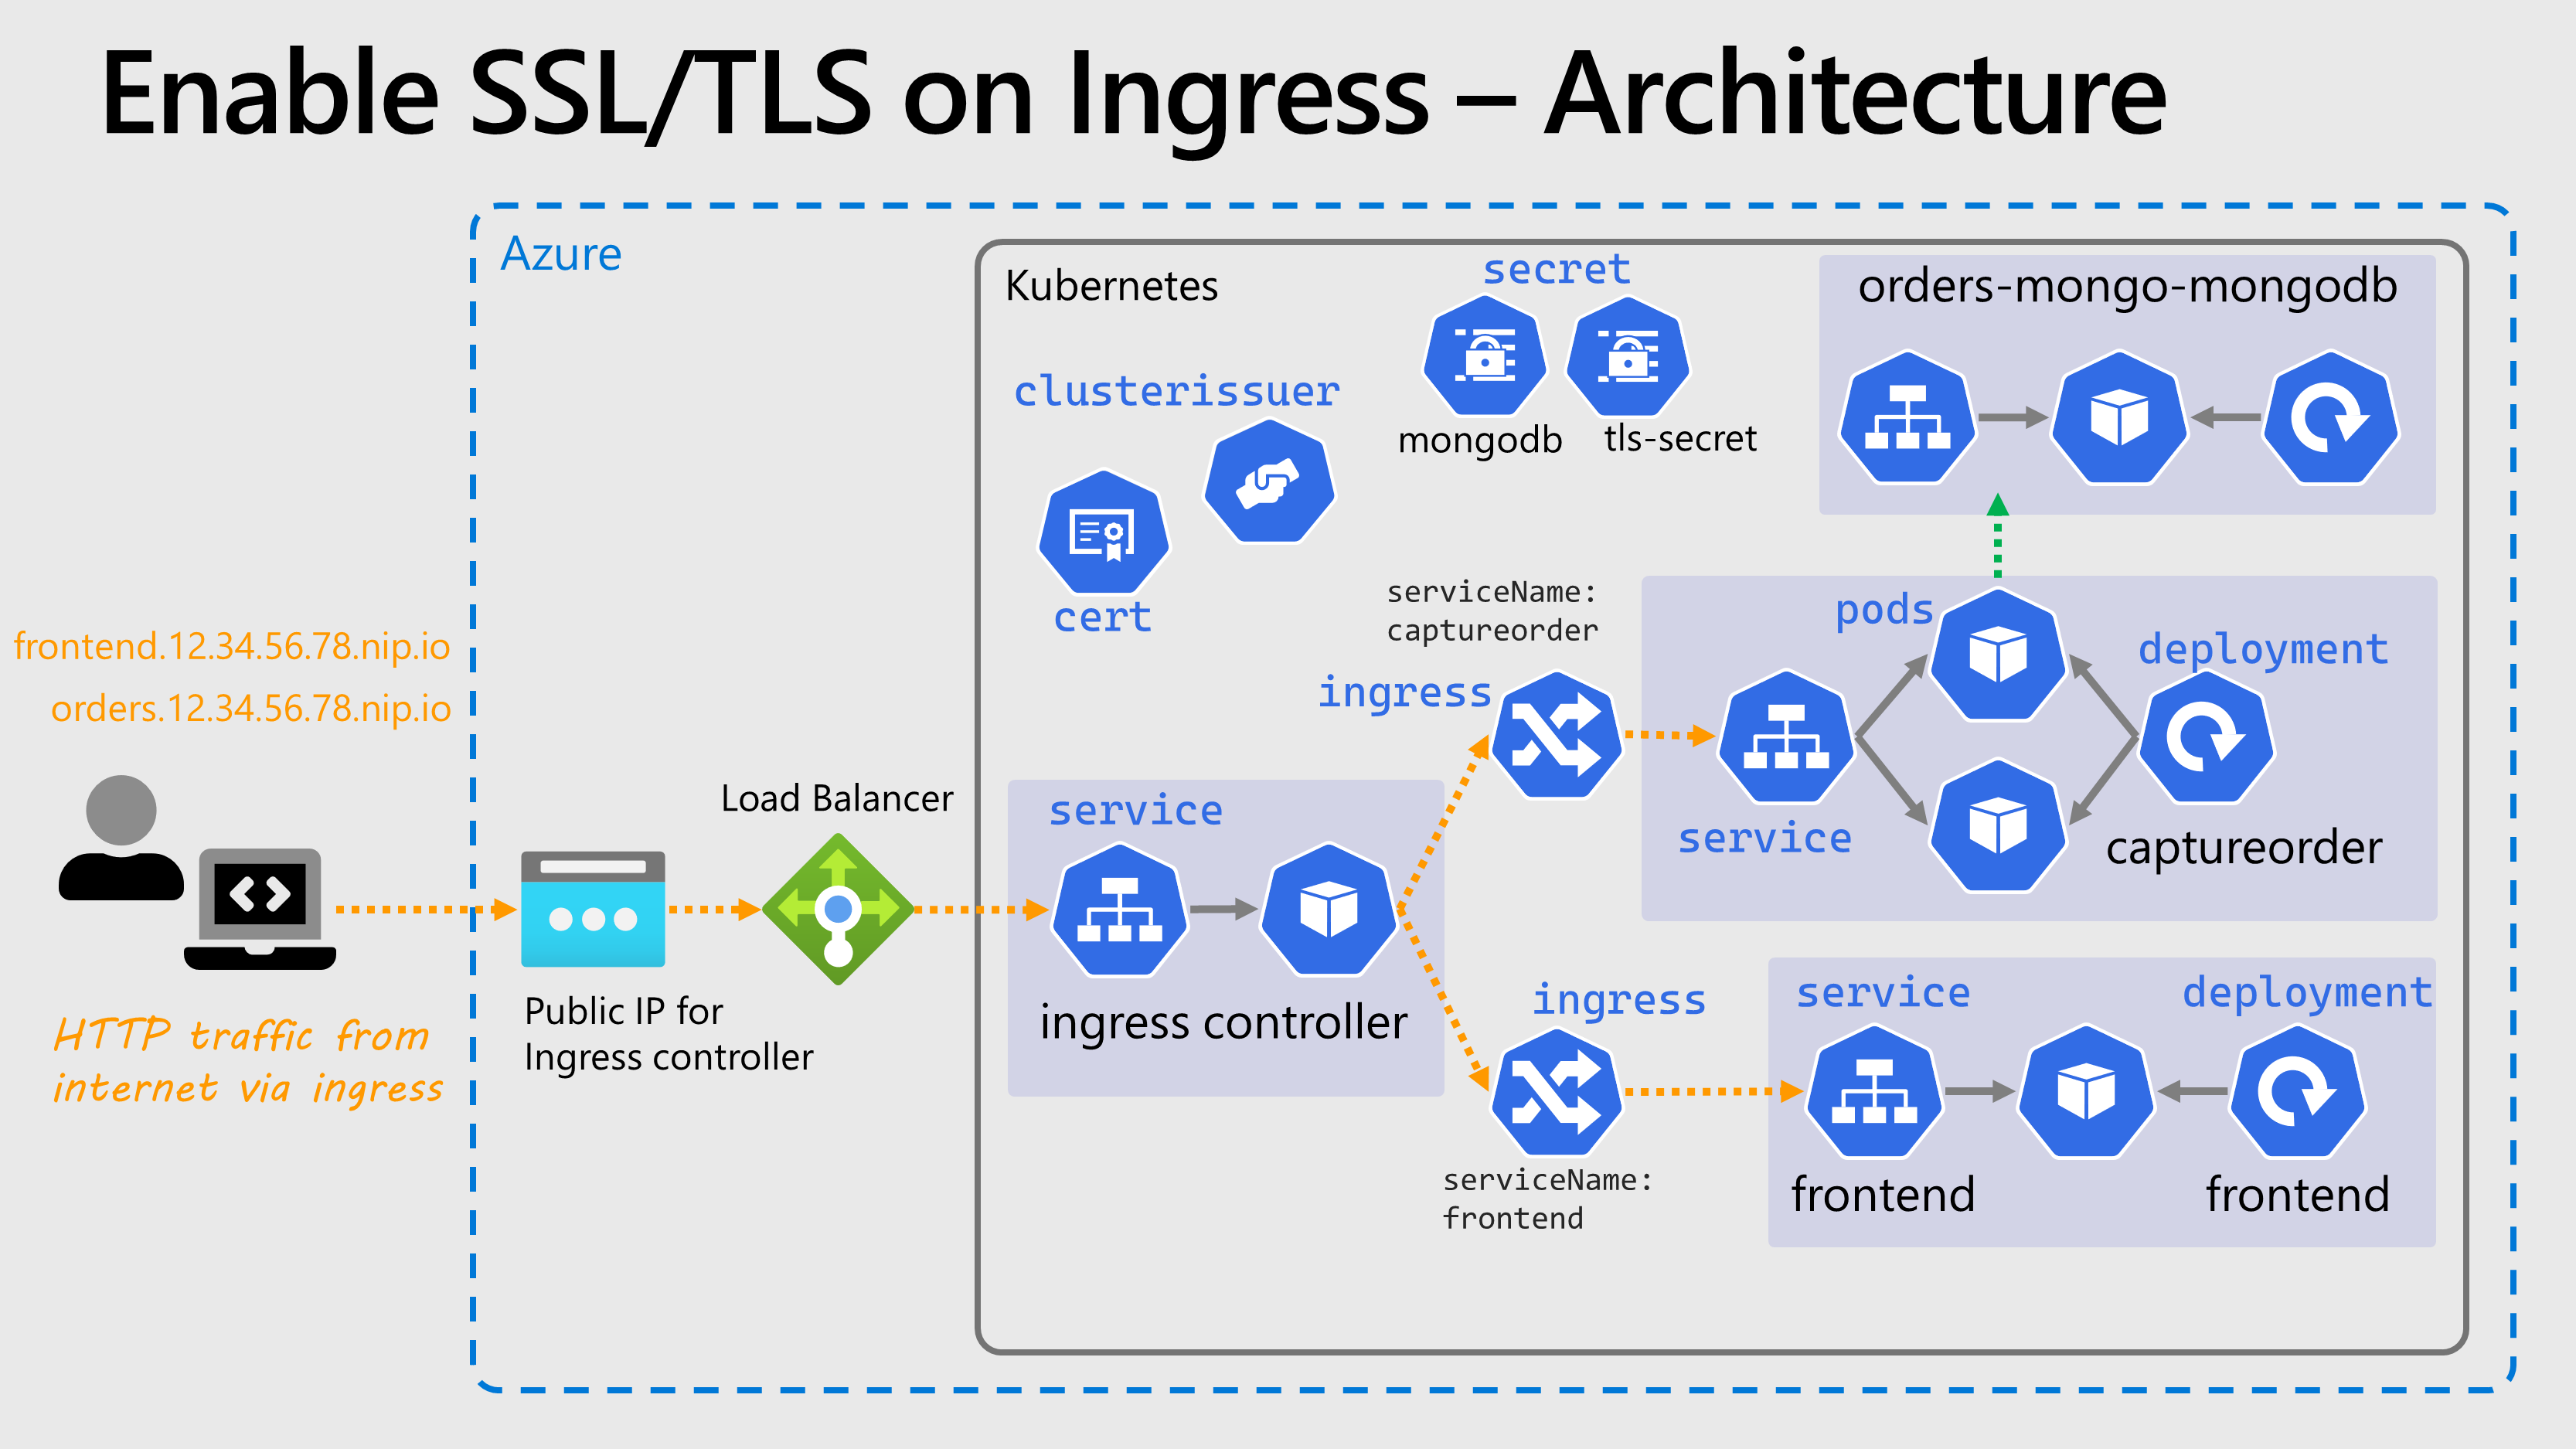 Enable SSL/TLS on Ingress – Architecture
Azure
Kubernetes
secret
mongodb
tls-secret
clusterissuer
cert
orders-mongo-mongodb
frontend.12.34.56.78.nip.io
orders.12.34.56.78.nip.io
HTTP traffic from
internet via ingress
Public IP for
Ingress controller
Load Balancer
service
ingress controller
serviceName:
captureorder
ingress
service
pods
deployment
captureorder
ingress
serviceName:
frontend
service
deployment
frontend
frontend